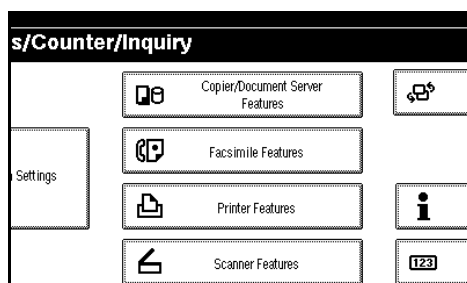 s/Counter/Inquiry
Copier/Document Server
Features
Facsimile Features
Settings
Printer Features
Scanner Features
123